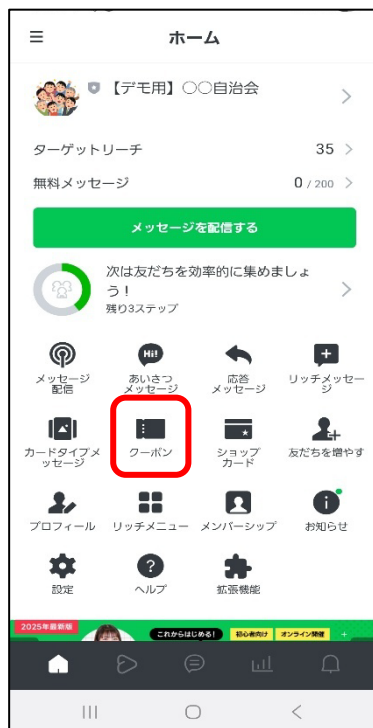 ホーム
【デモ用】〇〇自治会
ターゲットリーチ 35
無料メッセージ 0 / 200
メッセージを配信する
次は友だちを効率的に集めましょ
う！
残り3ステップ
メッセージ
配信
Hi!
あいさつ
メッセージ
応答
メッセージ
リッチメッセー
ジ
カードタイプメ
ッセージ
クーポン
ショップ
カード
友だちを増やす
プロフィール
リッチメニュー
メンバーシップ
お知らせ
設定
ヘルプ
拡張機能
2025年最新版
これからはじめる!
初心者向け
オンライン開催